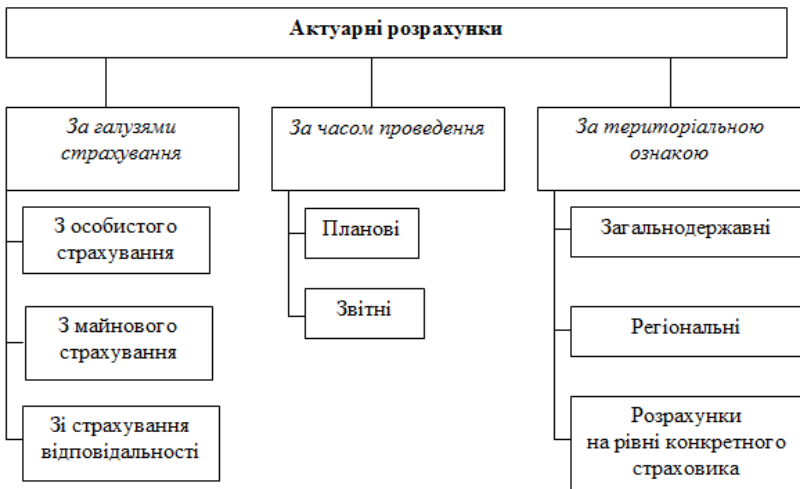 Актуарні розрахунки
За галузями
страхування
З особистого
страхування
З майнового
страхування
Зі страхування
відповідальності
За часом проведення
Планові
Звітні
За територіальною
ознакою
Загальнодержавні
Регіональні
Розрахунки
на рівні конкретного
страховика